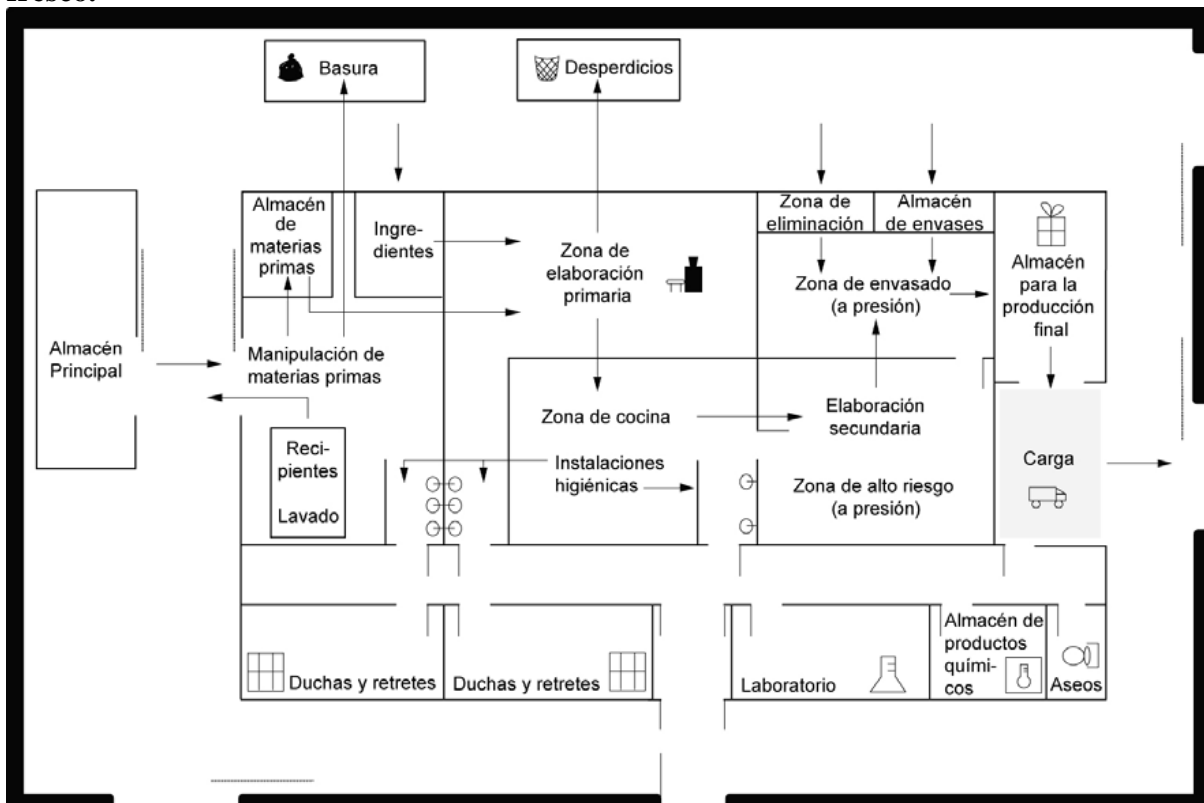 Basura
Desperdicios
Almacén
de
materias
primas
Ingre-
dientes
Zona de
elaboración
primaria
Zona de
eliminación
Almacén
de envases
Zona de envasado
(a presión)
Almacén
para la
producción
final
Almacén
Principal
Manipulación de
materias primas
Zona de cocina
Elaboración
secundaria
Reci-
pientes
Lavado
Instalaciones
higiénicas
Zona de alto riesgo
(a presión)
Carga
Duchas y retretes
Duchas y retretes
Laboratorio
Almacén de
productos
quími-
cos
Aseos